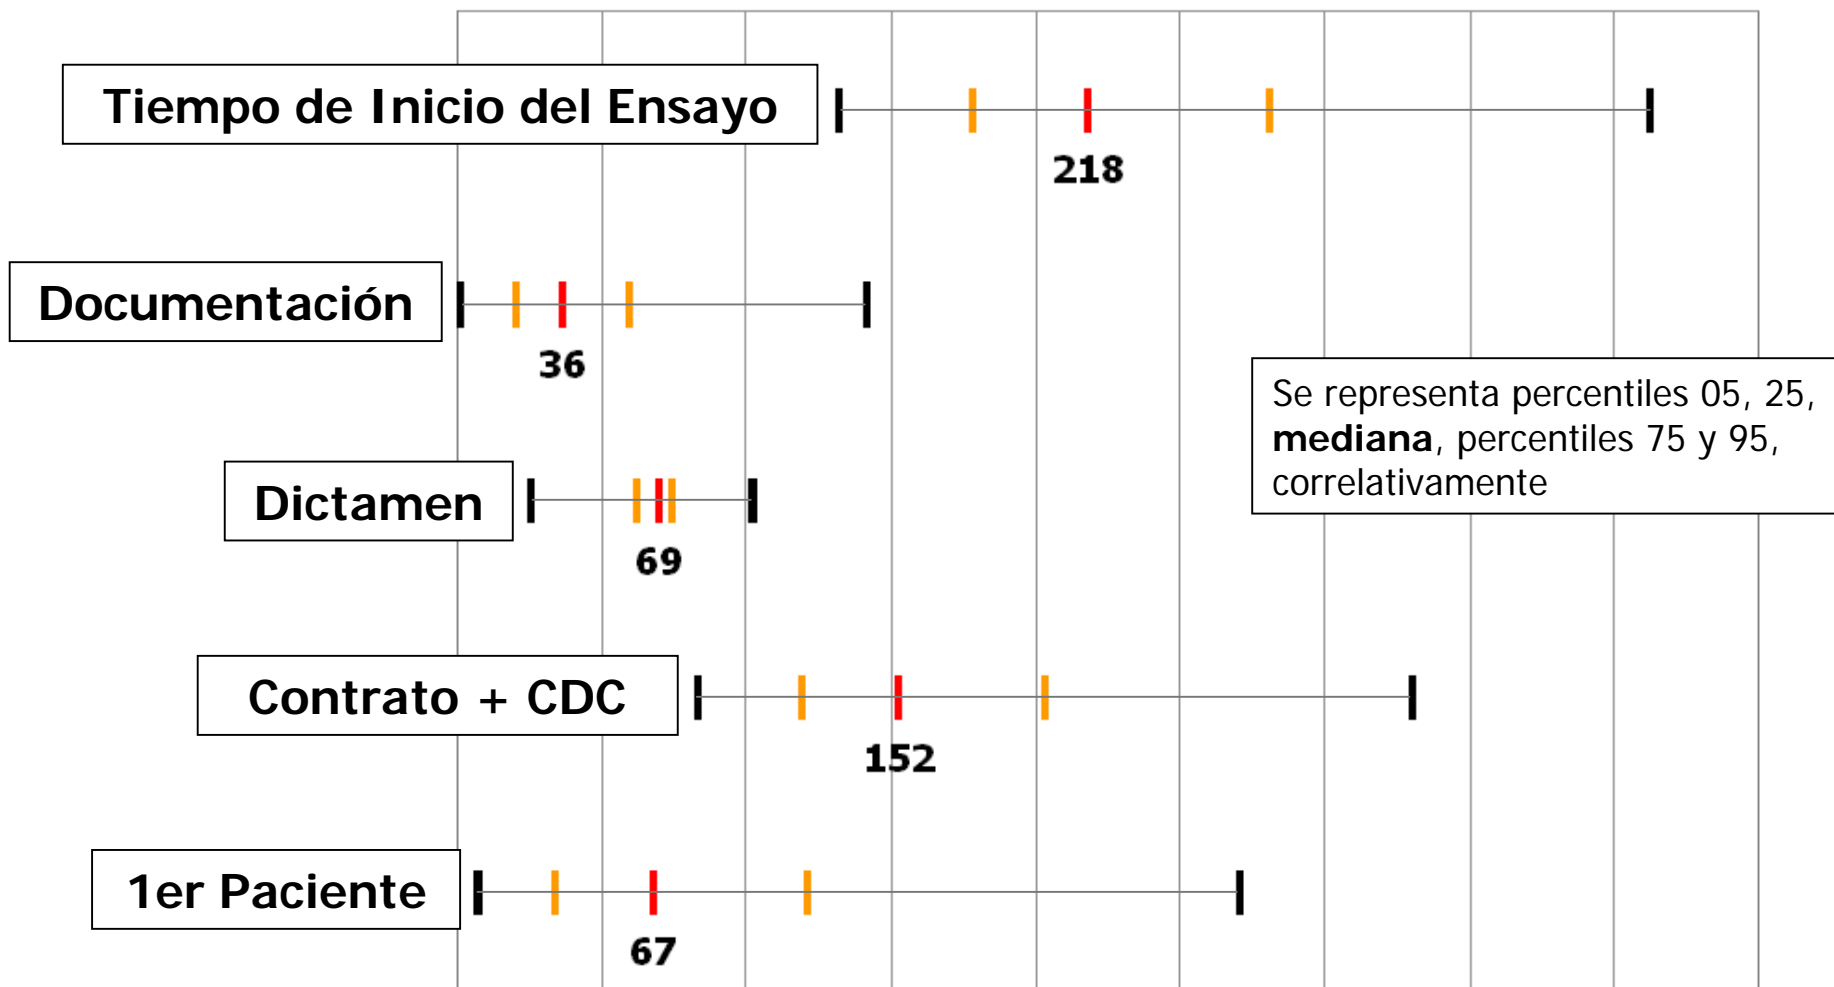 Tiempo de Inicio del Ensayo
218
Documentación
36
Se representa percentiles 05, 25,
mediana, percentiles 75 y 95,
correlativamente
Dictamen
69
Contrato + CDC
152
1er Paciente
67